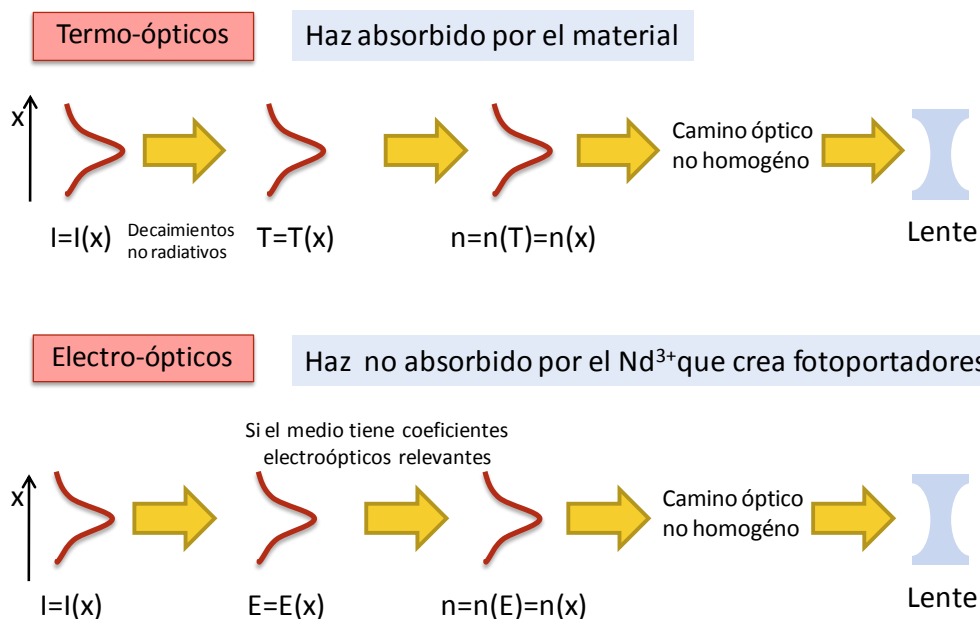 Termo-ópticos
Haz absorbido por el material
x
Camino óptico
no homogéno
I=I(x)
Decaimientos
no radiativos
T=T(x)
n=n(T)=n(x)
Lente
Electro-ópticos
Haz no absorbido por el Nd³⁺ que crea fotoportadores
Si el medio tiene coeficientes
electroópticos relevantes
x
Camino óptico
no homogéno
I=I(x)
E=E(x)
n=n(E)=n(x)
Lente